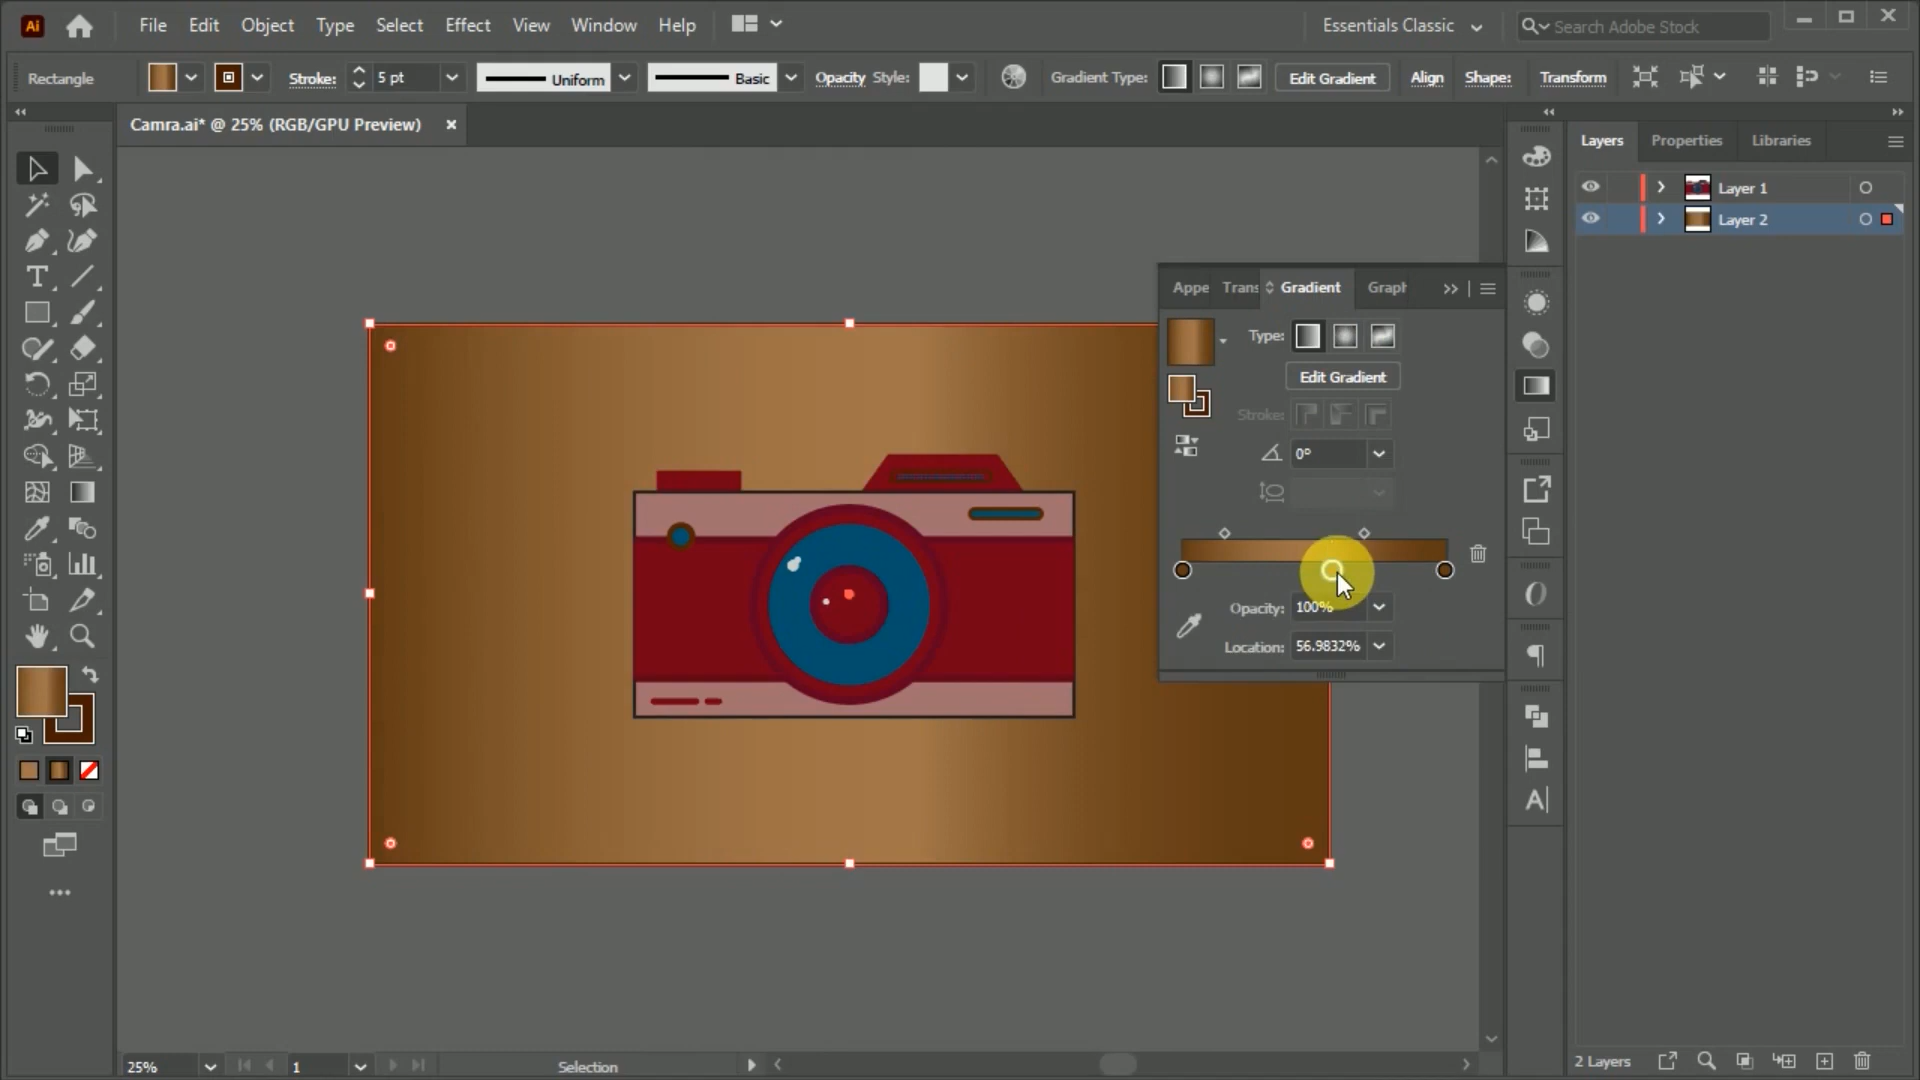 Ai File Edit Object Type Select Effect View Window Help Essentials Classic Search Adobe Stock
Rectangle Stroke: 5 pt Uniform Basic Opacity Style: Gradient Type: Edit Gradient Align Shape: Transform
Camra.ai* @ 25% (RGB/GPU Preview)
Layers Properties Libraries
Layer 1
Layer 2
Appe Trans Gradient Graph
Type:
Edit Gradient
Stroke:
0°
Opacity: 100%
Location: 56.9832%
25% 1 Selection
2 Layers